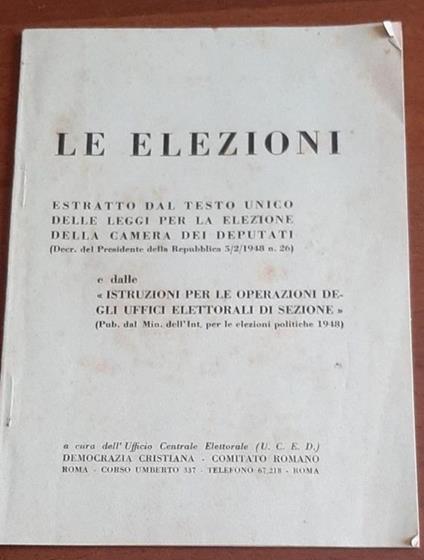 LE ELEZIONI
ESTRATTO DAL TESTO UNICO
DELLE LEGGI PER LA ELEZIONE
DELLA CAMERA DEI DEPUTATI
(Decr. del Presidente della Repubblica 5/2/1948 n. 26)
e dalle
« ISTRUZIONI PER LE OPERAZIONI DE-
GLI UFFICI ELETTORALI DI SEZIONE »
(Pub. dal Min. dell'Int. per le elezioni politiche 1948)
a cura dell'Ufficio Centrale Elettorale (U. C. E. D.)
DEMOCRAZIA CRISTIANA - COMITATO ROMANO
ROMA - CORSO UMBERTO 337 - TELEFONO 67.218 - ROMA